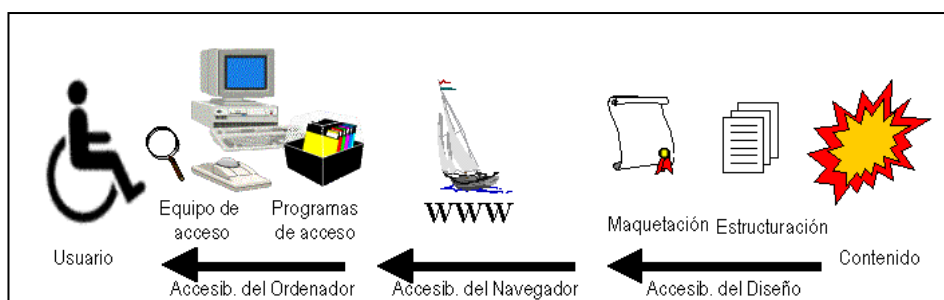 WWW
Equipo de
acceso
Programas
de acceso
Maquetación
Estructuración
Usuario
Contenido
Accesib. del Ordenador
Accesib. del Navegador
Accesib. del Diseño